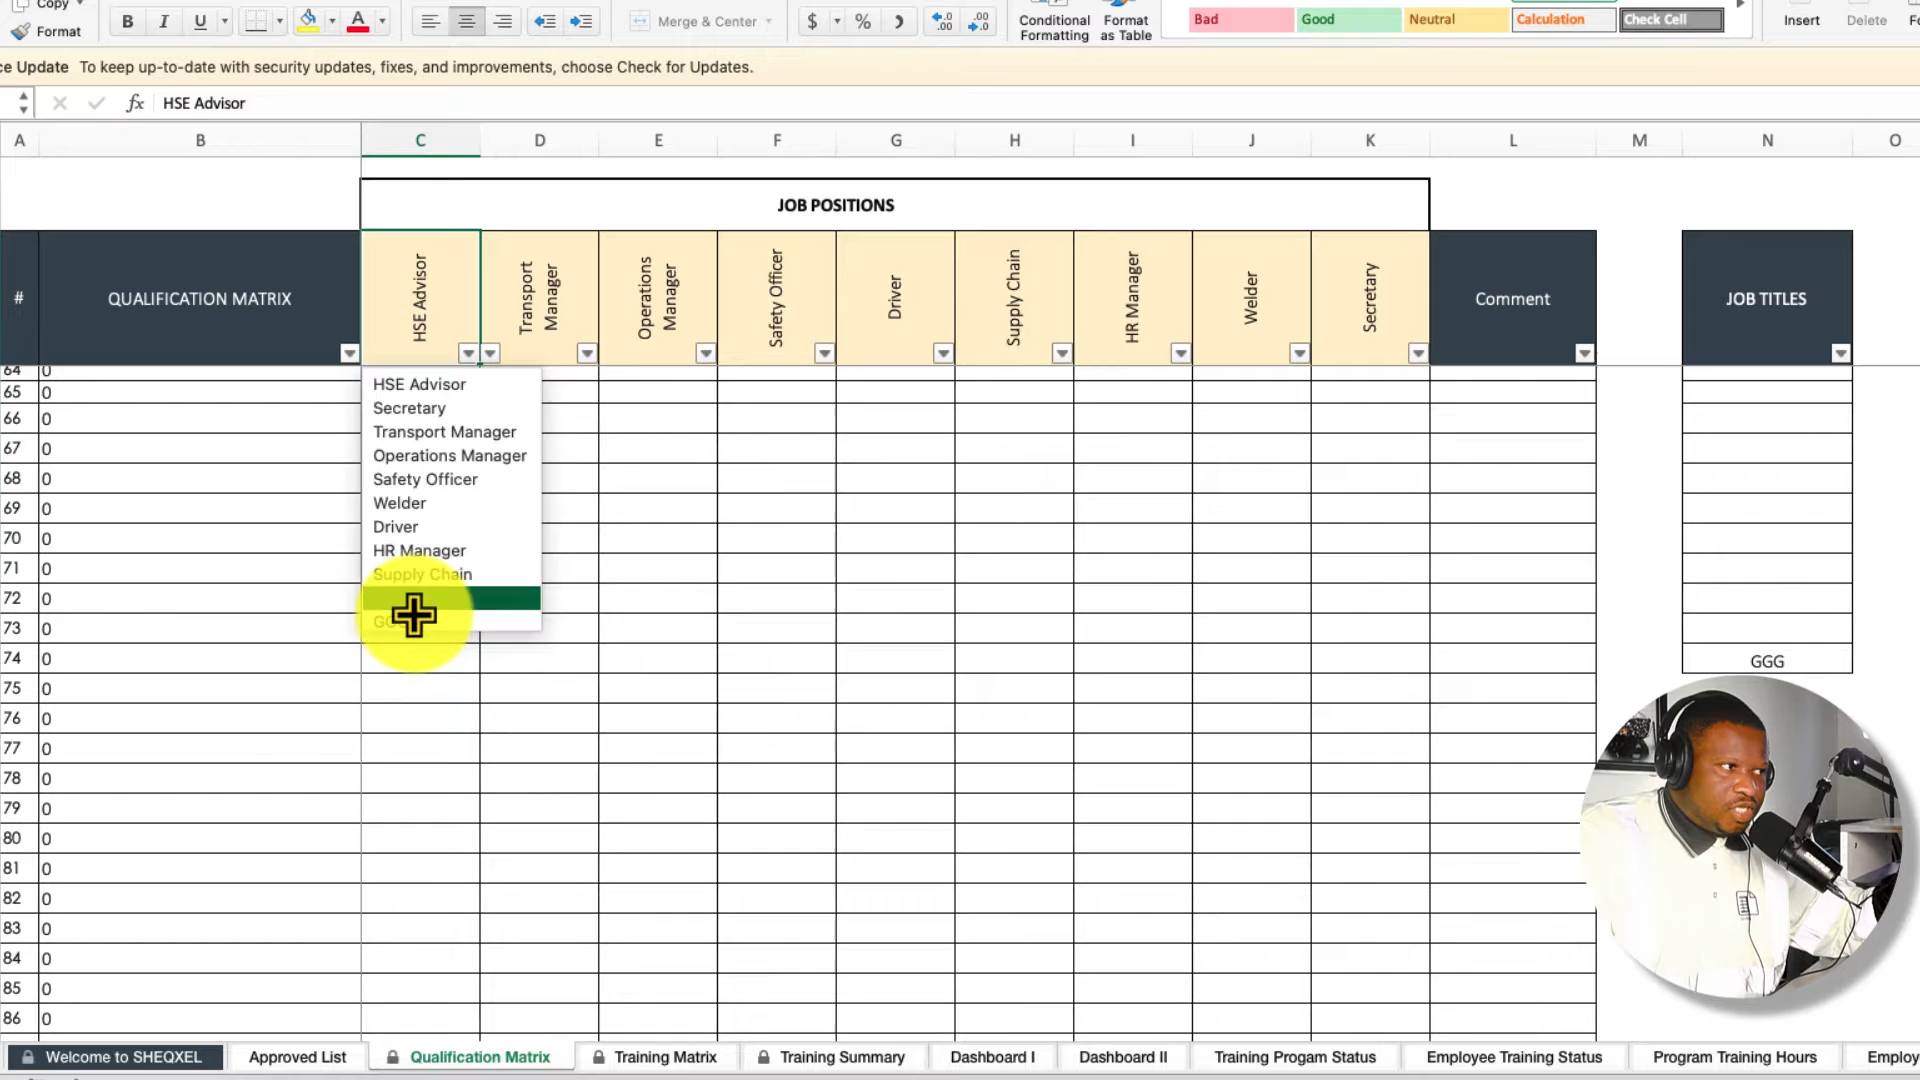 Copy
Format
B I U A
Merge & Center
$ % )
Conditional Formatting
Format as Table
Bad Good Neutral Calculation Check Cell
Insert Delete
ce Update To keep up-to-date with security updates, fixes, and improvements, choose Check for Updates.
fx HSE Advisor
A B C D E F G H I J K L M N O
JOB POSITIONS
# QUALIFICATION MATRIX
HSE Advisor
Transport Manager
Operations Manager
Safety Officer
Driver
Supply Chain
HR Manager
Welder
Secretary
Comment
JOB TITLES
64 0
65 0
66 0
67 0
68 0
69 0
70 0
71 0
72 0
73 0
74 0
75 0
76 0
77 0
78 0
79 0
80 0
81 0
82 0
83 0
84 0
85 0
86 0
HSE Advisor
Secretary
Transport Manager
Operations Manager
Safety Officer
Welder
Driver
HR Manager
Supply Chain
GGG
Welcome to SHEQXEL Approved List Qualification Matrix Training Matrix Training Summary Dashboard I Dashboard II Training Progam Status Employee Training Status Program Training Hours Employ